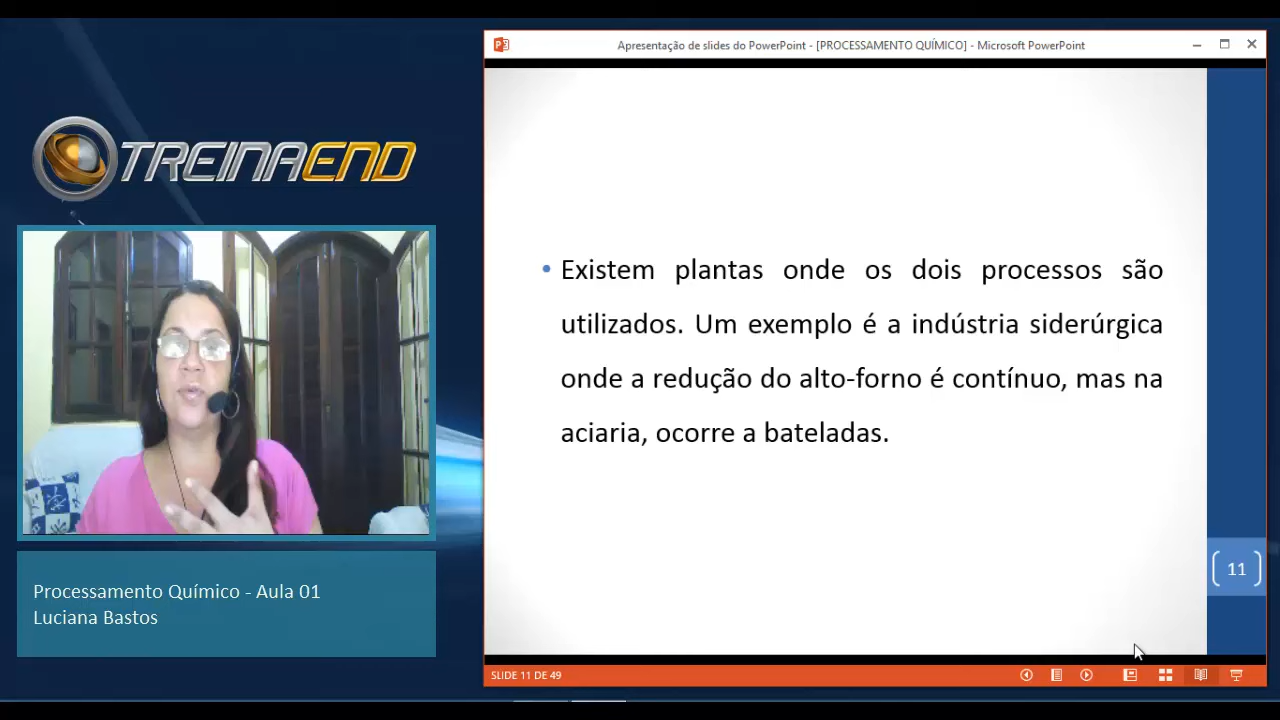 Apresentação de slides do PowerPoint - [PROCESSAMENTO QUÍMICO] - Microsoft PowerPoint
TREINAEND
• Existem plantas onde os dois processos são
utilizados. Um exemplo é a indústria siderúrgica
onde a redução do alto-forno é contínuo, mas na
aciaria, ocorre a bateladas.
11
Processamento Químico - Aula 01
Luciana Bastos
SLIDE 11 DE 49